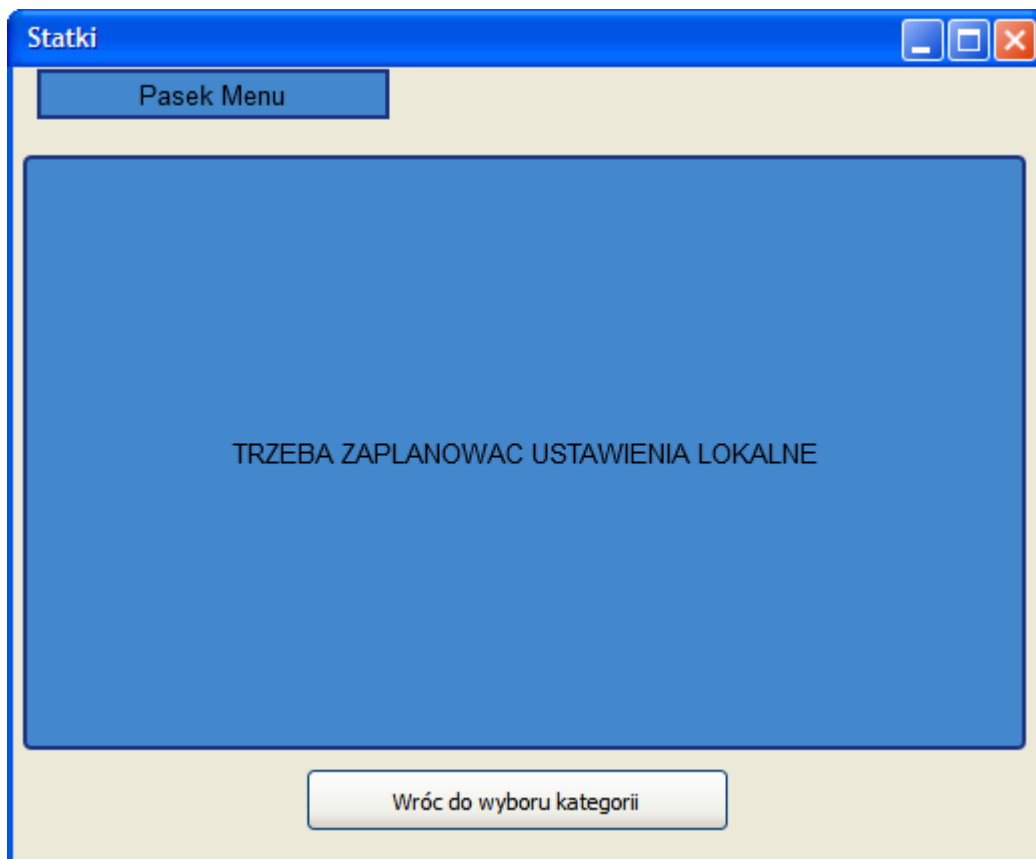 Statki
Pasek Menu
TRZEBA ZAPLANOWAC USTAWIENIA LOKALNE
Wróc do wyboru kategorii